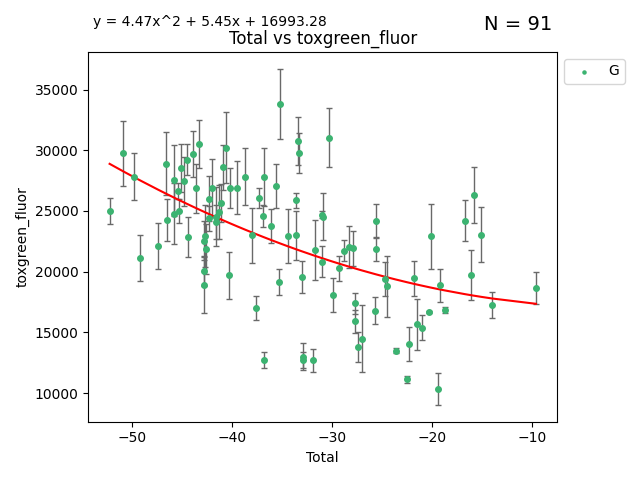 y = 4.47x^2 + 5.45x + 16993.28
N = 91
Total vs toxgreen_fluor
G
toxgreen_fluor
35000
30000
25000
20000
15000
10000
−50 −40 −30 −20 −10
Total